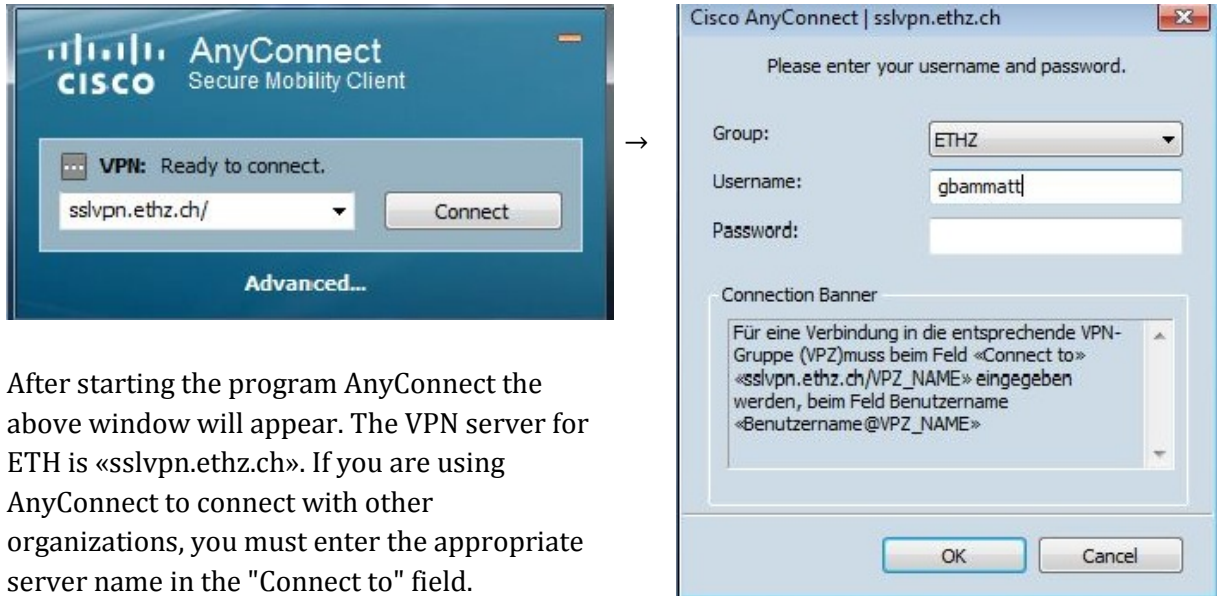 CISCO
AnyConnect
Secure Mobility Client
VPN: Ready to connect.
sslvpn.ethz.ch/
Connect
Advanced...
After starting the program AnyConnect the
above window will appear. The VPN server for
ETH is «sslvpn.ethz.ch». If you are using
AnyConnect to connect with other
organizations, you must enter the appropriate
server name in the "Connect to" field.
→
Cisco AnyConnect | sslvpn.ethz.ch
Please enter your username and password.
Group:
ETHZ
Username:
gbammatt
Password:
Connection Banner
Für eine Verbindung in die entsprechende VPN-
Gruppe (VPZ)muss beim Feld «Connect to»
«sslvpn.ethz.ch/VPZ_NAME» eingegeben
werden, beim Feld Benutzername
«Benutzername@VPZ_NAME»
OK
Cancel